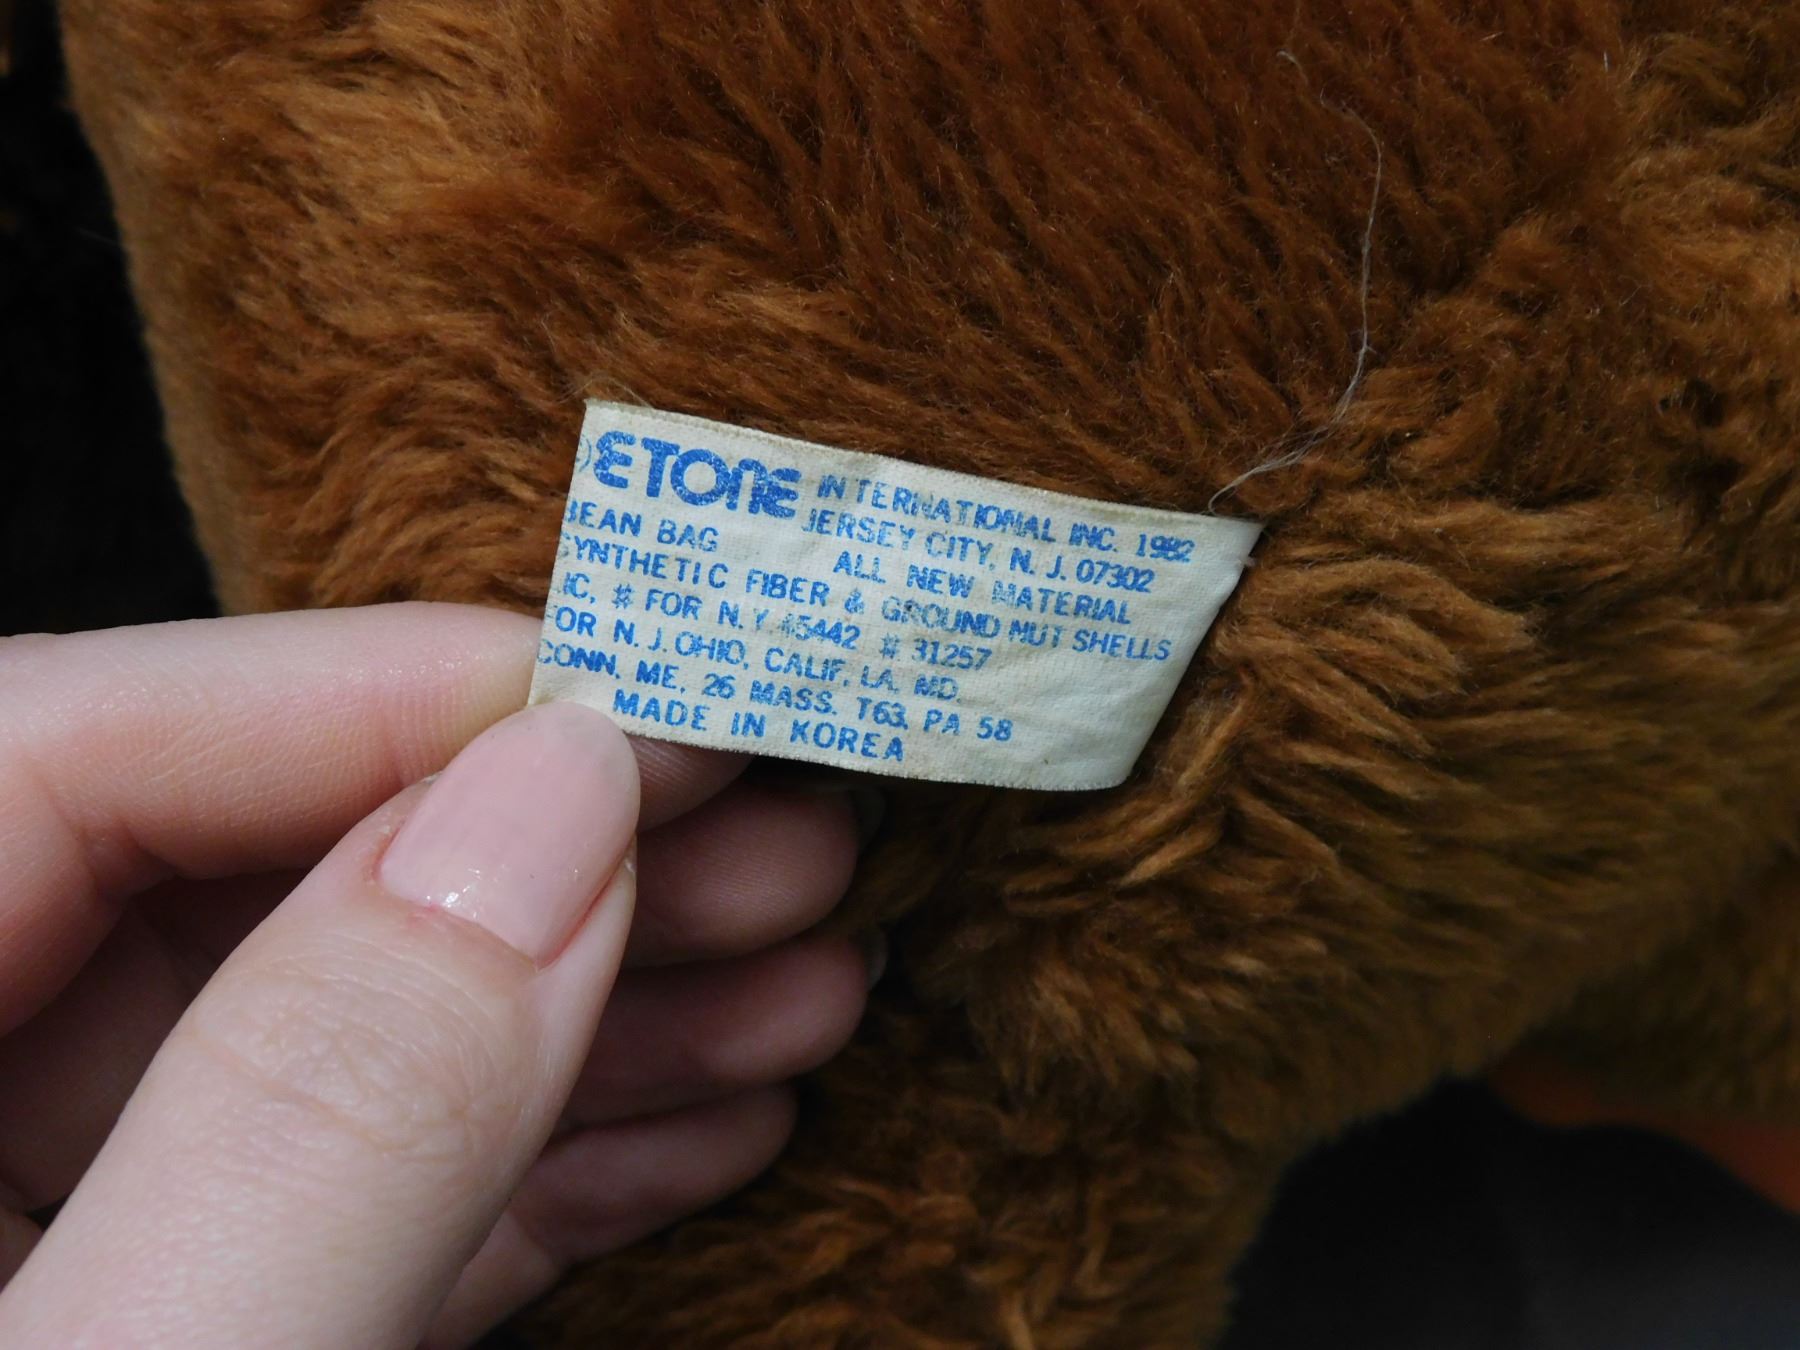 ETONE INTERNATIONAL INC. 1982
JERSEY CITY, N. J. 07302
BEAN BAG ALL NEW MATERIAL
SYNTHETIC FIBER & GROUND NUT SHELLS
IC, # FOR N.Y. 45442 # 31257
FOR N. J. OHIO, CALIF, LA, MD.
CONN, ME. 26 MASS. T63, PA 58
MADE IN KOREA